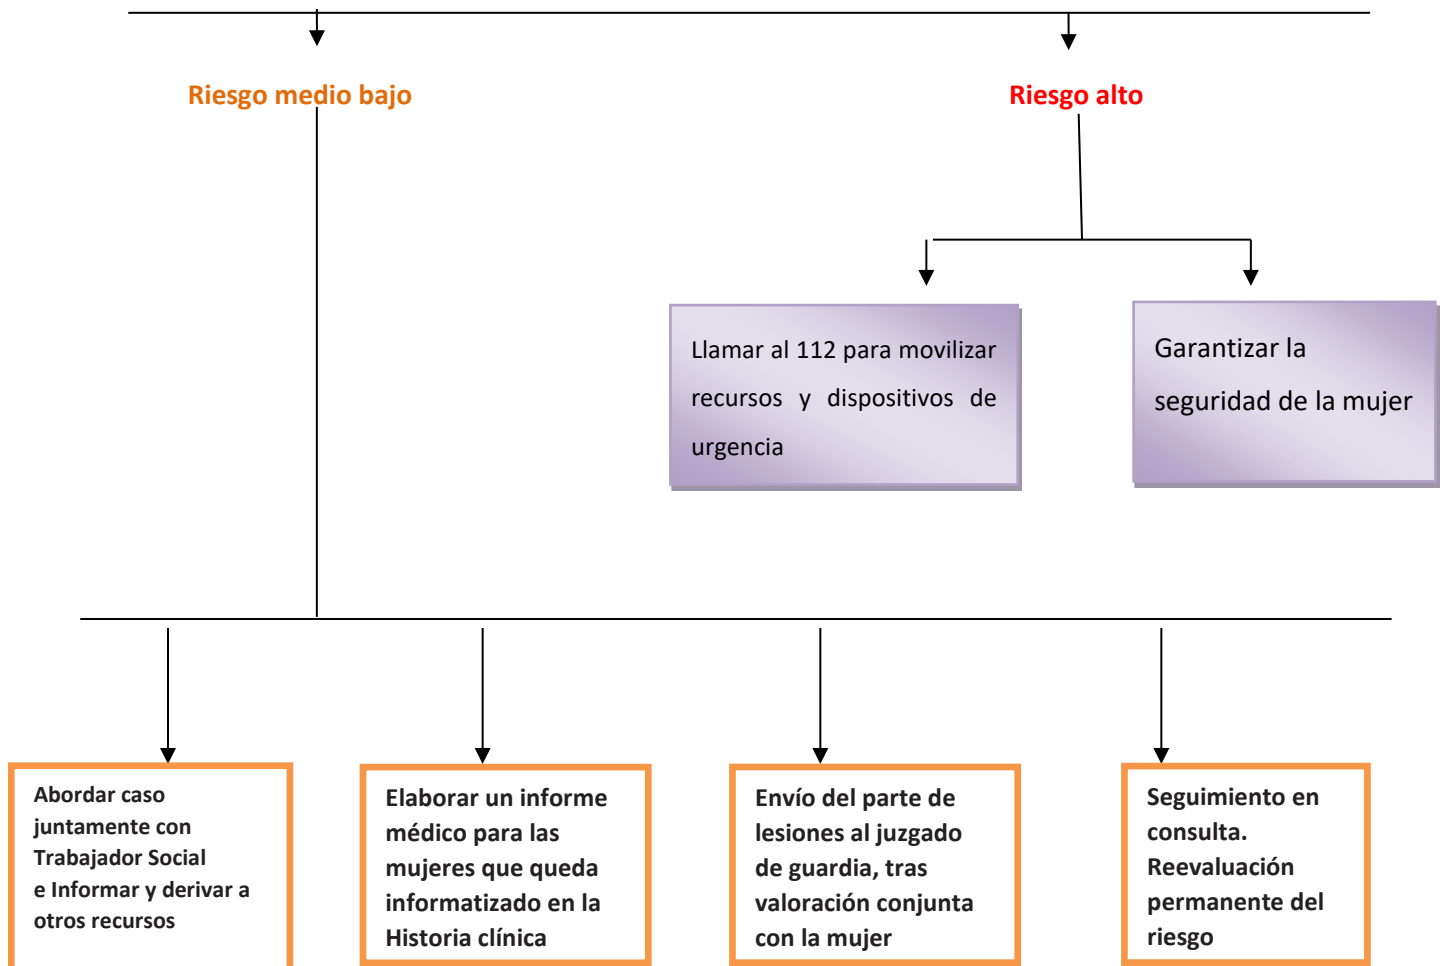 Riesgo medio bajo
Riesgo alto
Llamar al 112 para movilizar
recursos y dispositivos de
urgencia
Garantizar la
seguridad de la mujer
Abordar caso
juntamente con
Trabajador Social
e Informar y derivar a
otros recursos
Elaborar un informe
médico para las
mujeres que queda
informatizado en la
Historia clínica
Envío del parte de
lesiones al juzgado
de guardia, tras
valoración conjunta
con la mujer
Seguimiento en
consulta.
Reevaluación
permanente del
riesgo